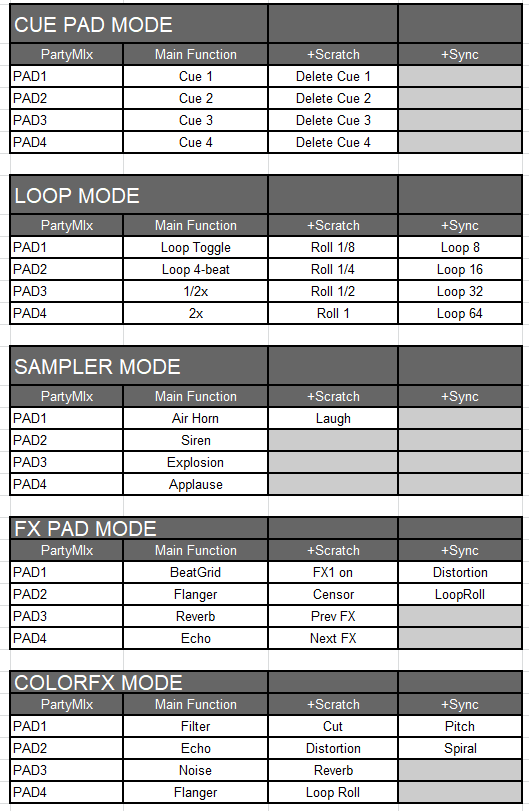 CUE PAD MODE
PartyMIx Main Function +Scratch +Sync
PAD1 Cue 1 Delete Cue 1
PAD2 Cue 2 Delete Cue 2
PAD3 Cue 3 Delete Cue 3
PAD4 Cue 4 Delete Cue 4
LOOP MODE
PartyMIx Main Function +Scratch +Sync
PAD1 Loop Toggle Roll 1/8 Loop 8
PAD2 Loop 4-beat Roll 1/4 Loop 16
PAD3 1/2x Roll 1/2 Loop 32
PAD4 2x Roll 1 Loop 64
SAMPLER MODE
PartyMIx Main Function +Scratch +Sync
PAD1 Air Horn Laugh
PAD2 Siren
PAD3 Explosion
PAD4 Applause
FX PAD MODE
PartyMIx Main Function +Scratch +Sync
PAD1 BeatGrid FX1 on Distortion
PAD2 Flanger Censor LoopRoll
PAD3 Reverb Prev FX
PAD4 Echo Next FX
COLORFX MODE
PartyMIx Main Function +Scratch +Sync
PAD1 Filter Cut Pitch
PAD2 Echo Distortion Spiral
PAD3 Noise Reverb
PAD4 Flanger Loop Roll